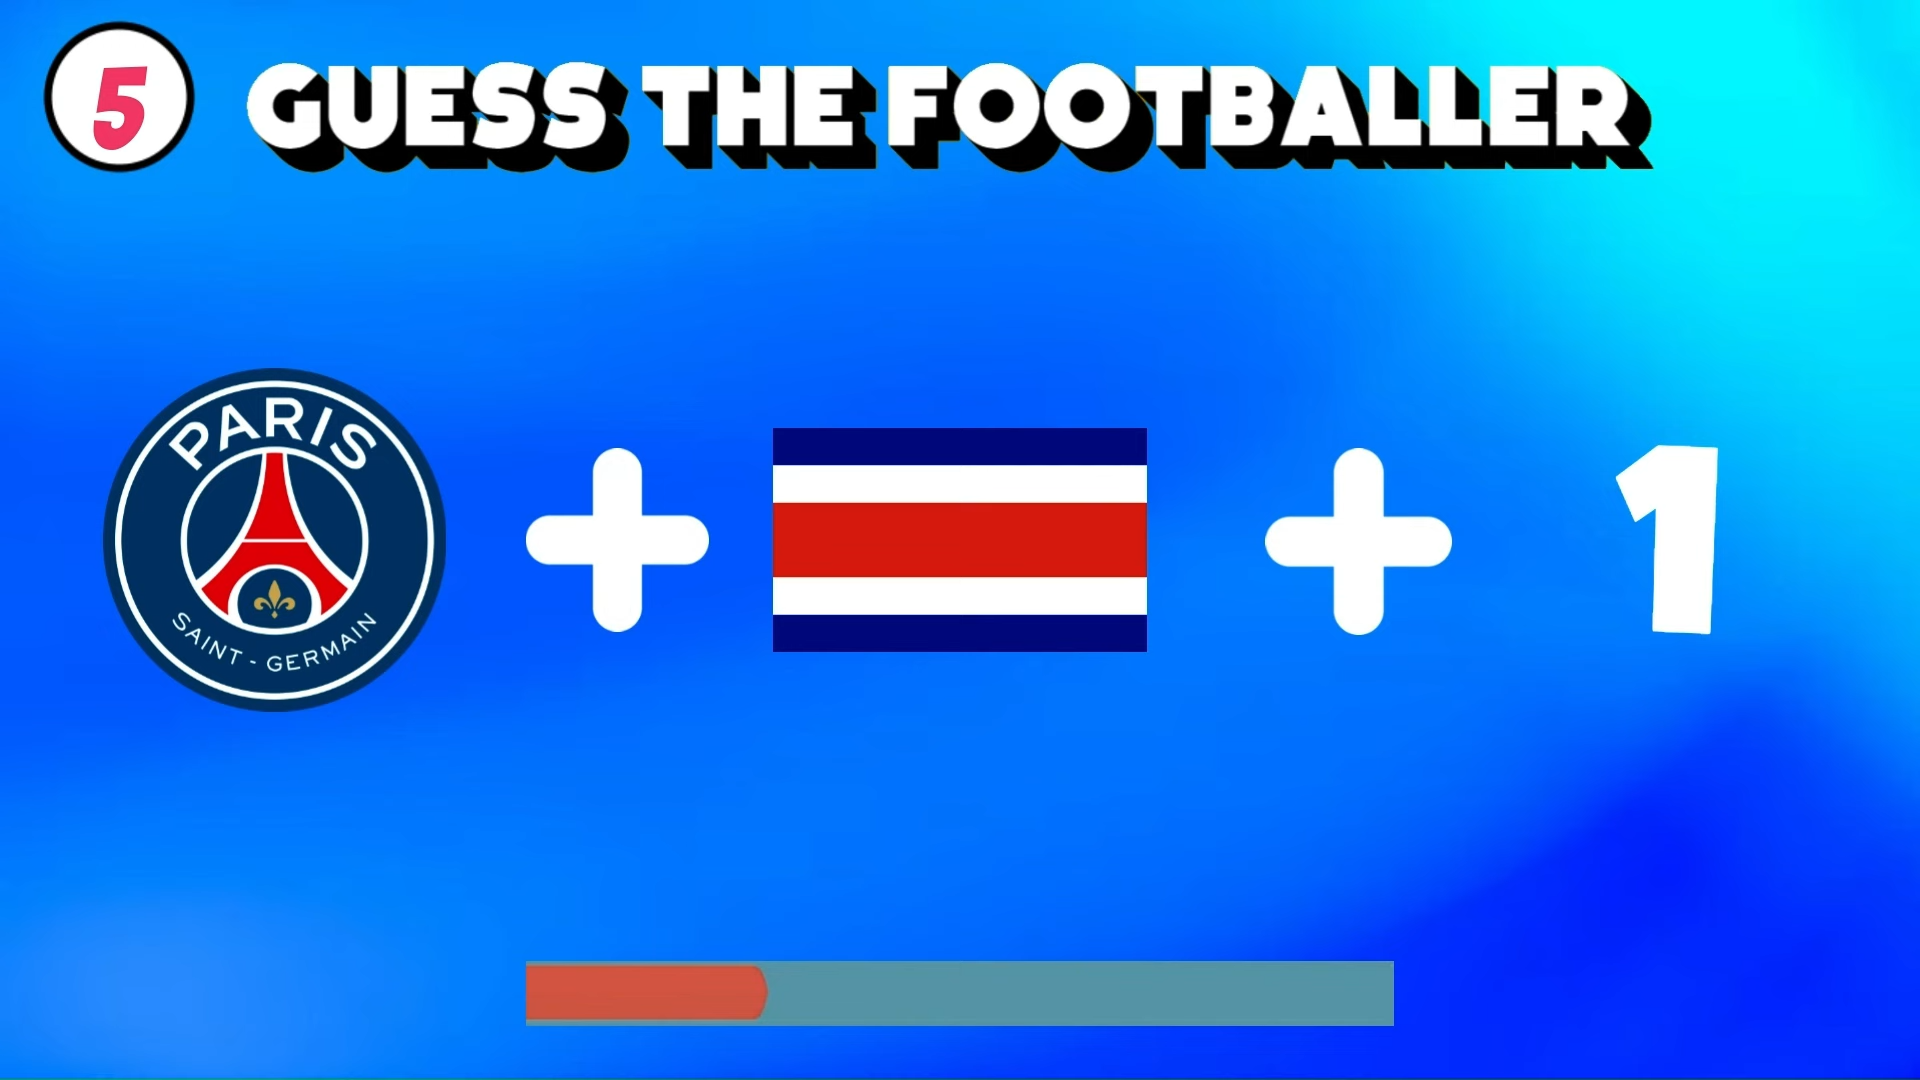 5
GUESS THE FOOTBALLER
PARIS
SAINT - GERMAIN
1